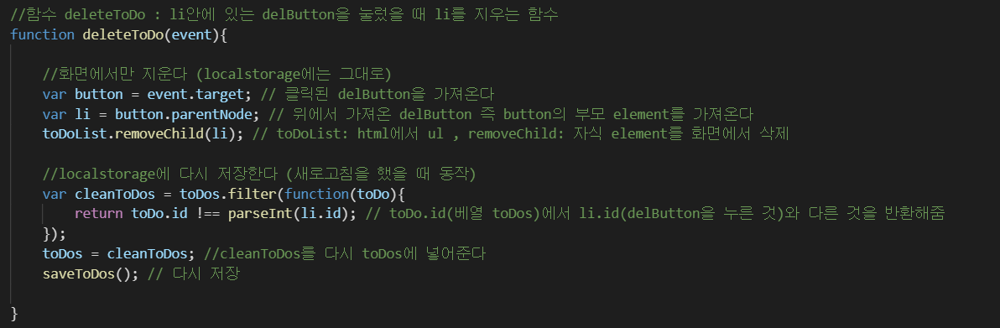 //함수 deleteToDo : li안에 있는 delButton을 눌렀을 때 li를 지우는 함수
function deleteToDo(event){
//화면에서만 지운다 (localstorage에는 그대로)
var button = event.target; // 클릭된 delButton을 가져온다
var li = button.parentNode; // 위에서 가져온 delButton 즉 button의 부모 element를 가져온다
toDoList.removeChild(li); // toDoList: html에서 ul , removeChild: 자식 element를 화면에서 삭제
//localstorage에 다시 저장한다 (새로고침을 했을 때 동작)
var cleanToDos = toDos.filter(function(toDo){
return toDo.id !== parseInt(li.id); // toDo.id(베열 toDos)에서 li.id(delButton을 누른 것)와 다른 것을 반환해줌
});
toDos = cleanToDos; //cleanToDos를 다시 toDos에 넣어준다
saveToDos(); // 다시 저장
}